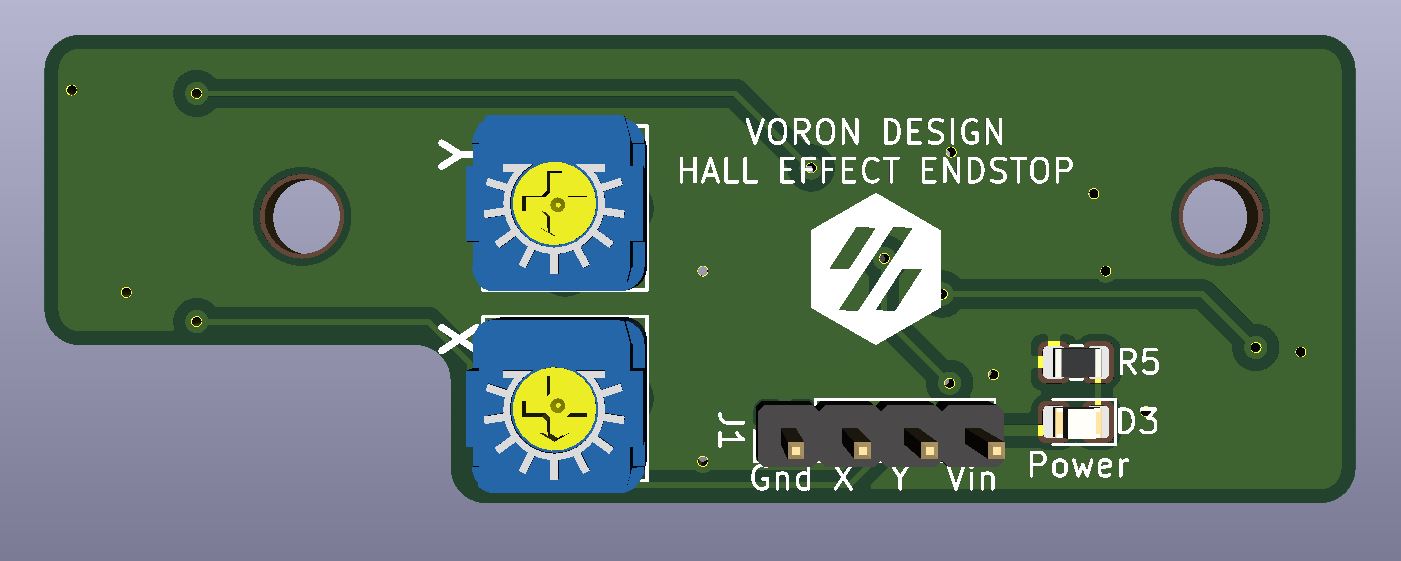 VORON DESIGN
HALL EFFECT ENDSTOP
Y
X
R5
D3
Power
J1
Gnd X Y Vin